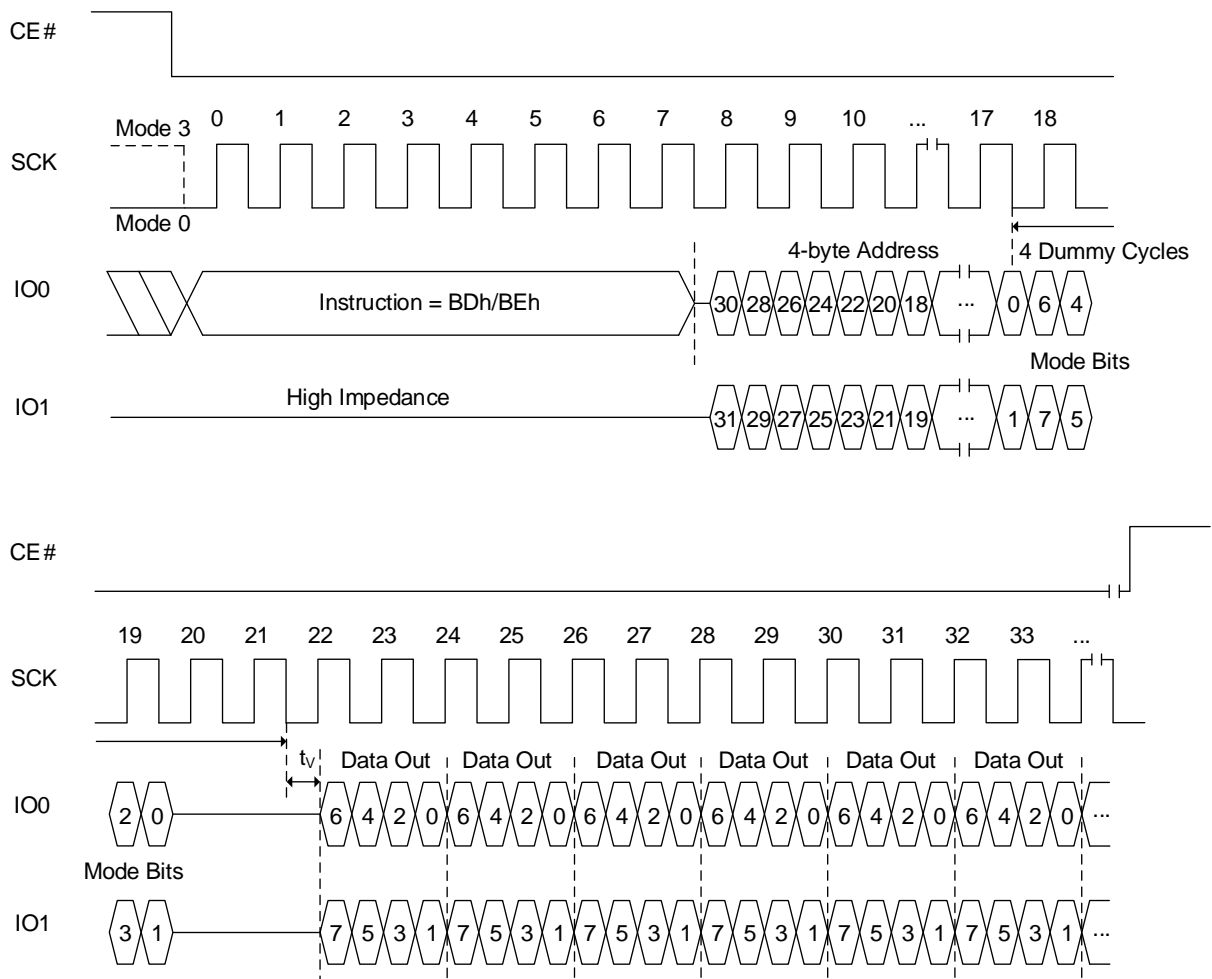 CE#
0 1 2 3 4 5 6 7 8 9 10 ... 17 18
Mode 3
SCK
Mode 0
4-byte Address 4 Dummy Cycles
IO0 Instruction = BDh/BEh 30 28 26 24 22 20 18 ... 0 6 4
Mode Bits
IO1 High Impedance 31 29 27 25 23 21 19 ... 1 7 5
CE#
19 20 21 22 23 24 25 26 27 28 29 30 31 32 33 ...
SCK
tV Data Out Data Out Data Out Data Out Data Out Data Out
IO0 2 0 6 4 2 0 6 4 2 0 6 4 2 0 6 4 2 0 6 4 2 0 6 4 2 0 ...
Mode Bits
IO1 3 1 7 5 3 1 7 5 3 1 7 5 3 1 7 5 3 1 7 5 3 1 7 5 3 1 ...